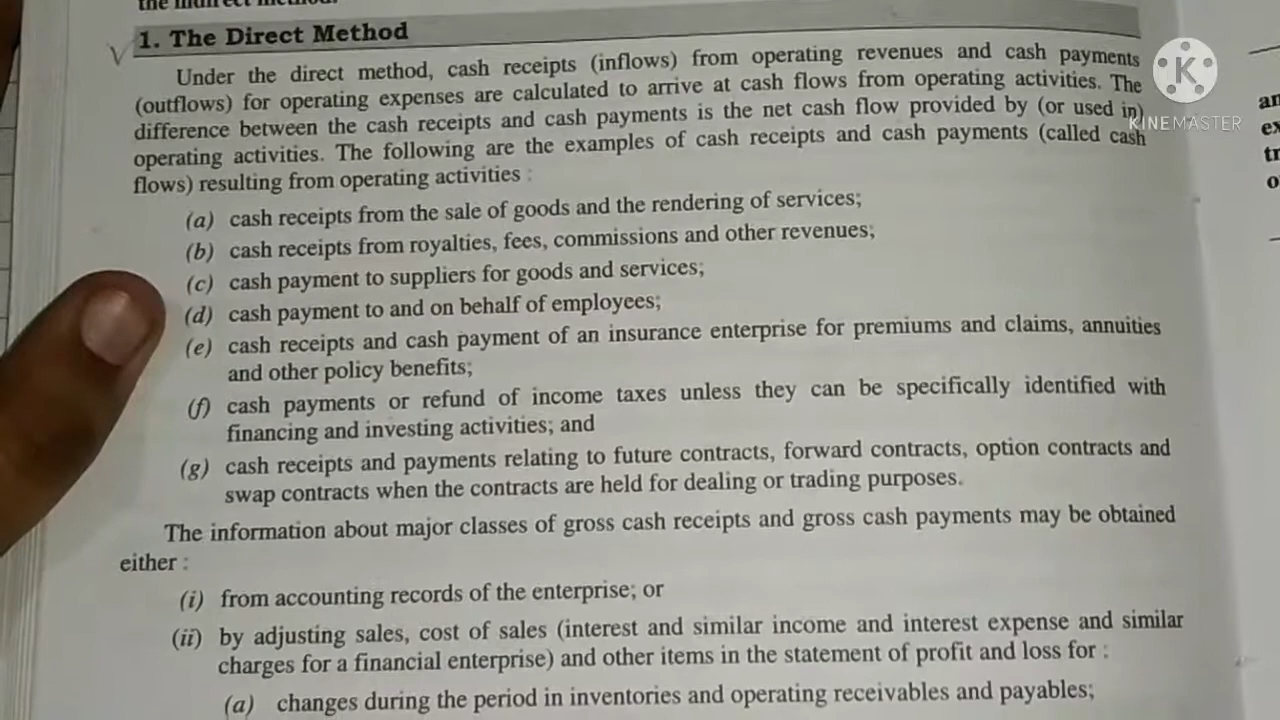 the indirect method.
1. The Direct Method
Under the direct method, cash receipts (inflows) from operating revenues and cash payments
(outflows) for operating expenses are calculated to arrive at cash flows from operating activities. The
difference between the cash receipts and cash payments is the net cash flow provided by (or used in)
operating activities. The following are the examples of cash receipts and cash payments (called cash
flows) resulting from operating activities :
(a) cash receipts from the sale of goods and the rendering of services;
(b) cash receipts from royalties, fees, commissions and other revenues;
(c) cash payment to suppliers for goods and services;
(d) cash payment to and on behalf of employees;
(e) cash receipts and cash payment of an insurance enterprise for premiums and claims, annuities
and other policy benefits;
(f) cash payments or refund of income taxes unless they can be specifically identified with
financing and investing activities; and
(g) cash receipts and payments relating to future contracts, forward contracts, option contracts and
swap contracts when the contracts are held for dealing or trading purposes.
The information about major classes of gross cash receipts and gross cash payments may be obtained
either :
(i) from accounting records of the enterprise; or
(ii) by adjusting sales, cost of sales (interest and similar income and interest expense and similar
charges for a financial enterprise) and other items in the statement of profit and loss for :
(a) changes during the period in inventories and operating receivables and payables;
K
KINEMASTER